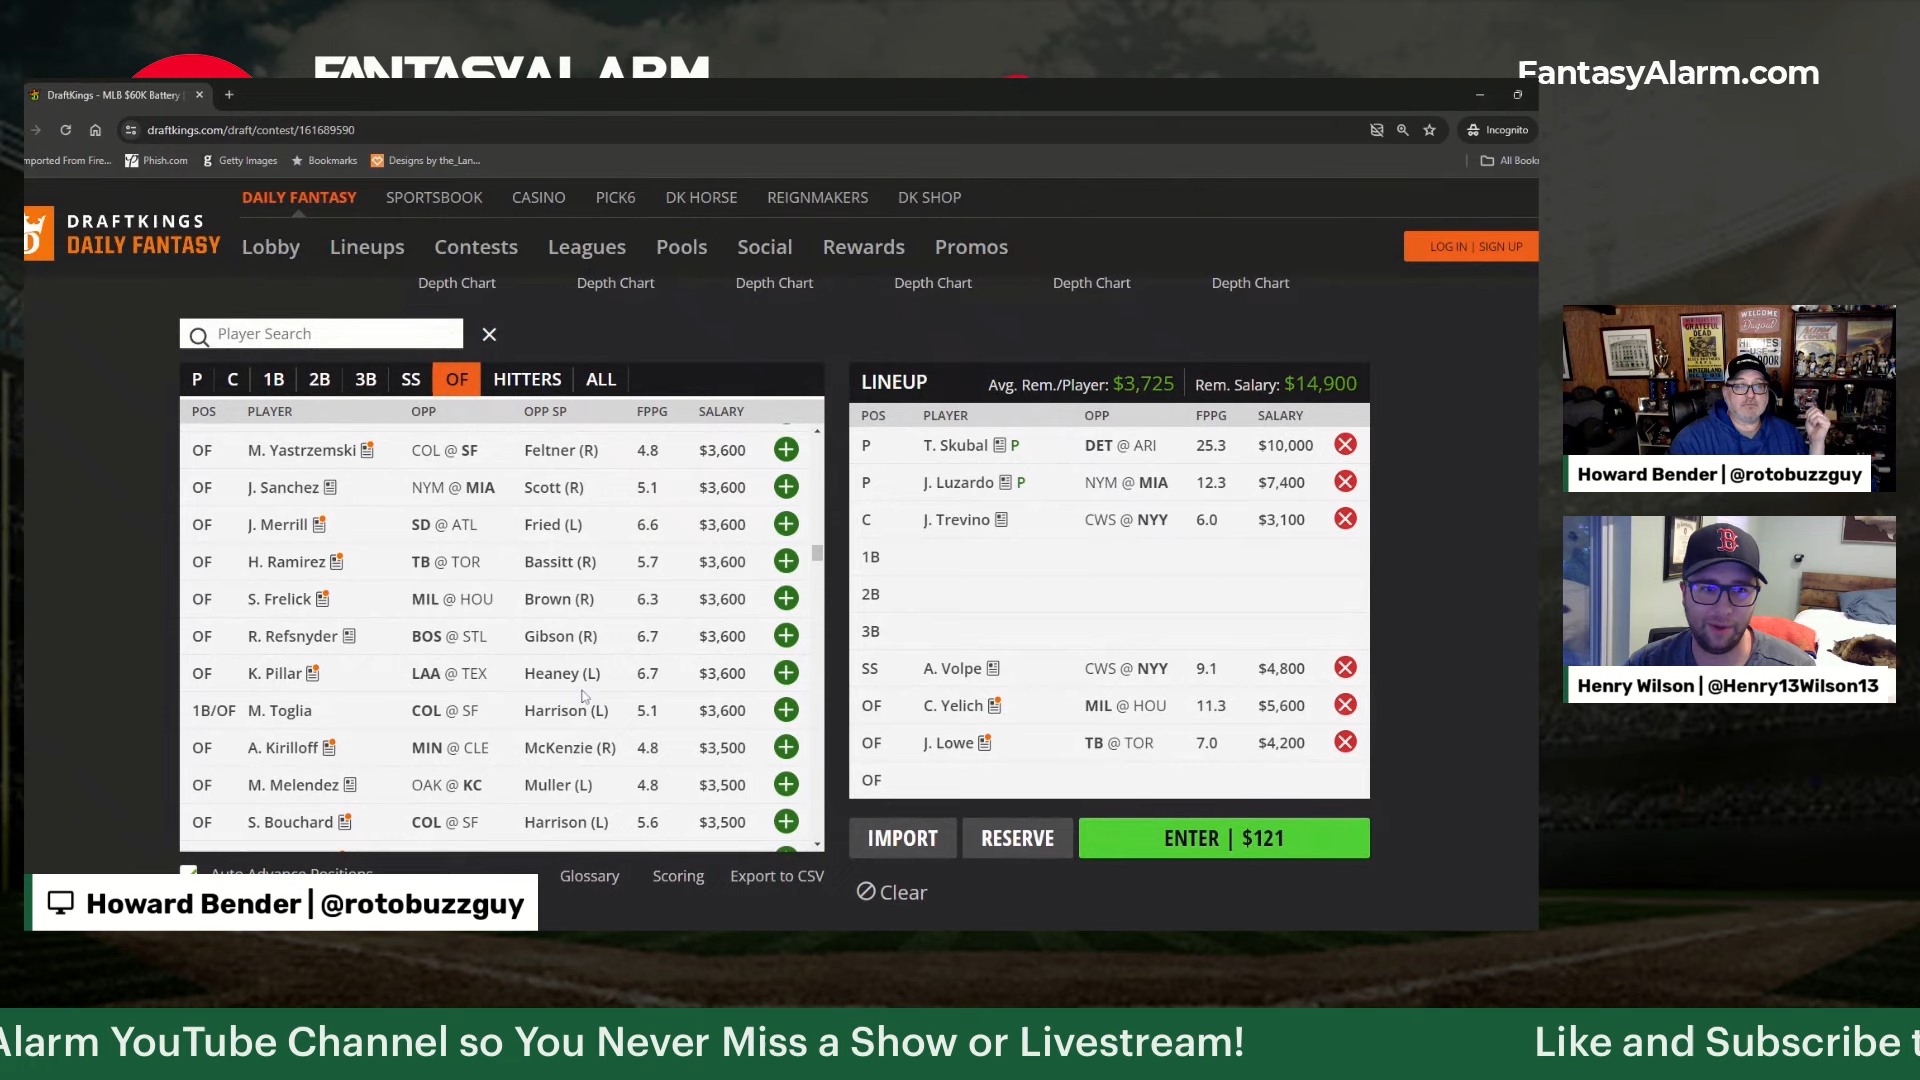 FANTASYALARM
FantasyAlarm.com
DraftKings - MLB $60K Battery
draftkings.com/draft/contest/161689590
Incognito
mported From Fire...
Phish.com
Getty Images
Bookmarks
Designs by the_Lan...
All Book
DAILY FANTASY
SPORTSBOOK
CASINO
PICK6
DK HORSE
REIGNMAKERS
DK SHOP
DRAFTKINGS
DAILY FANTASY
Lobby
Lineups
Contests
Leagues
Pools
Social
Rewards
Promos
LOG IN | SIGN UP
Depth Chart
Depth Chart
Depth Chart
Depth Chart
Depth Chart
Depth Chart
Player Search
P C 1B 2B 3B SS OF HITTERS ALL
POS PLAYER OPP OPP SP FPPG SALARY
OF M. Yastrzemski COL @ SF Feltner (R) 4.8 $3,600
OF J. Sanchez NYM @ MIA Scott (R) 5.1 $3,600
OF J. Merrill SD @ ATL Fried (L) 6.6 $3,600
OF H. Ramirez TB @ TOR Bassitt (R) 5.7 $3,600
OF S. Frelick MIL @ HOU Brown (R) 6.3 $3,600
OF R. Refsnyder BOS @ STL Gibson (R) 6.7 $3,600
OF K. Pillar LAA @ TEX Heaney (L) 6.7 $3,600
1B/OF M. Toglia COL @ SF Harrison (L) 5.1 $3,600
OF A. Kirilloff MIN @ CLE McKenzie (R) 4.8 $3,500
OF M. Melendez OAK @ KC Muller (L) 4.8 $3,500
OF S. Bouchard COL @ SF Harrison (L) 5.6 $3,500
Auto Advance Positions
Glossary
Scoring
Export to CSV
LINEUP Avg. Rem./Player: $3,725 Rem. Salary: $14,900
POS PLAYER OPP FPPG SALARY
P T. Skubal P DET @ ARI 25.3 $10,000
P J. Luzardo P NYM @ MIA 12.3 $7,400
C J. Trevino CWS @ NYY 6.0 $3,100
1B
2B
3B
SS A. Volpe CWS @ NYY 9.1 $4,800
OF C. Yelich MIL @ HOU 11.3 $5,600
OF J. Lowe TB @ TOR 7.0 $4,200
OF
IMPORT
RESERVE
ENTER | $121
Clear
Howard Bender | @rotobuzzguy
Henry Wilson | @Henry13Wilson13
Howard Bender | @rotobuzzguy
Alarm YouTube Channel so You Never Miss a Show or Livestream!
Like and Subscribe t